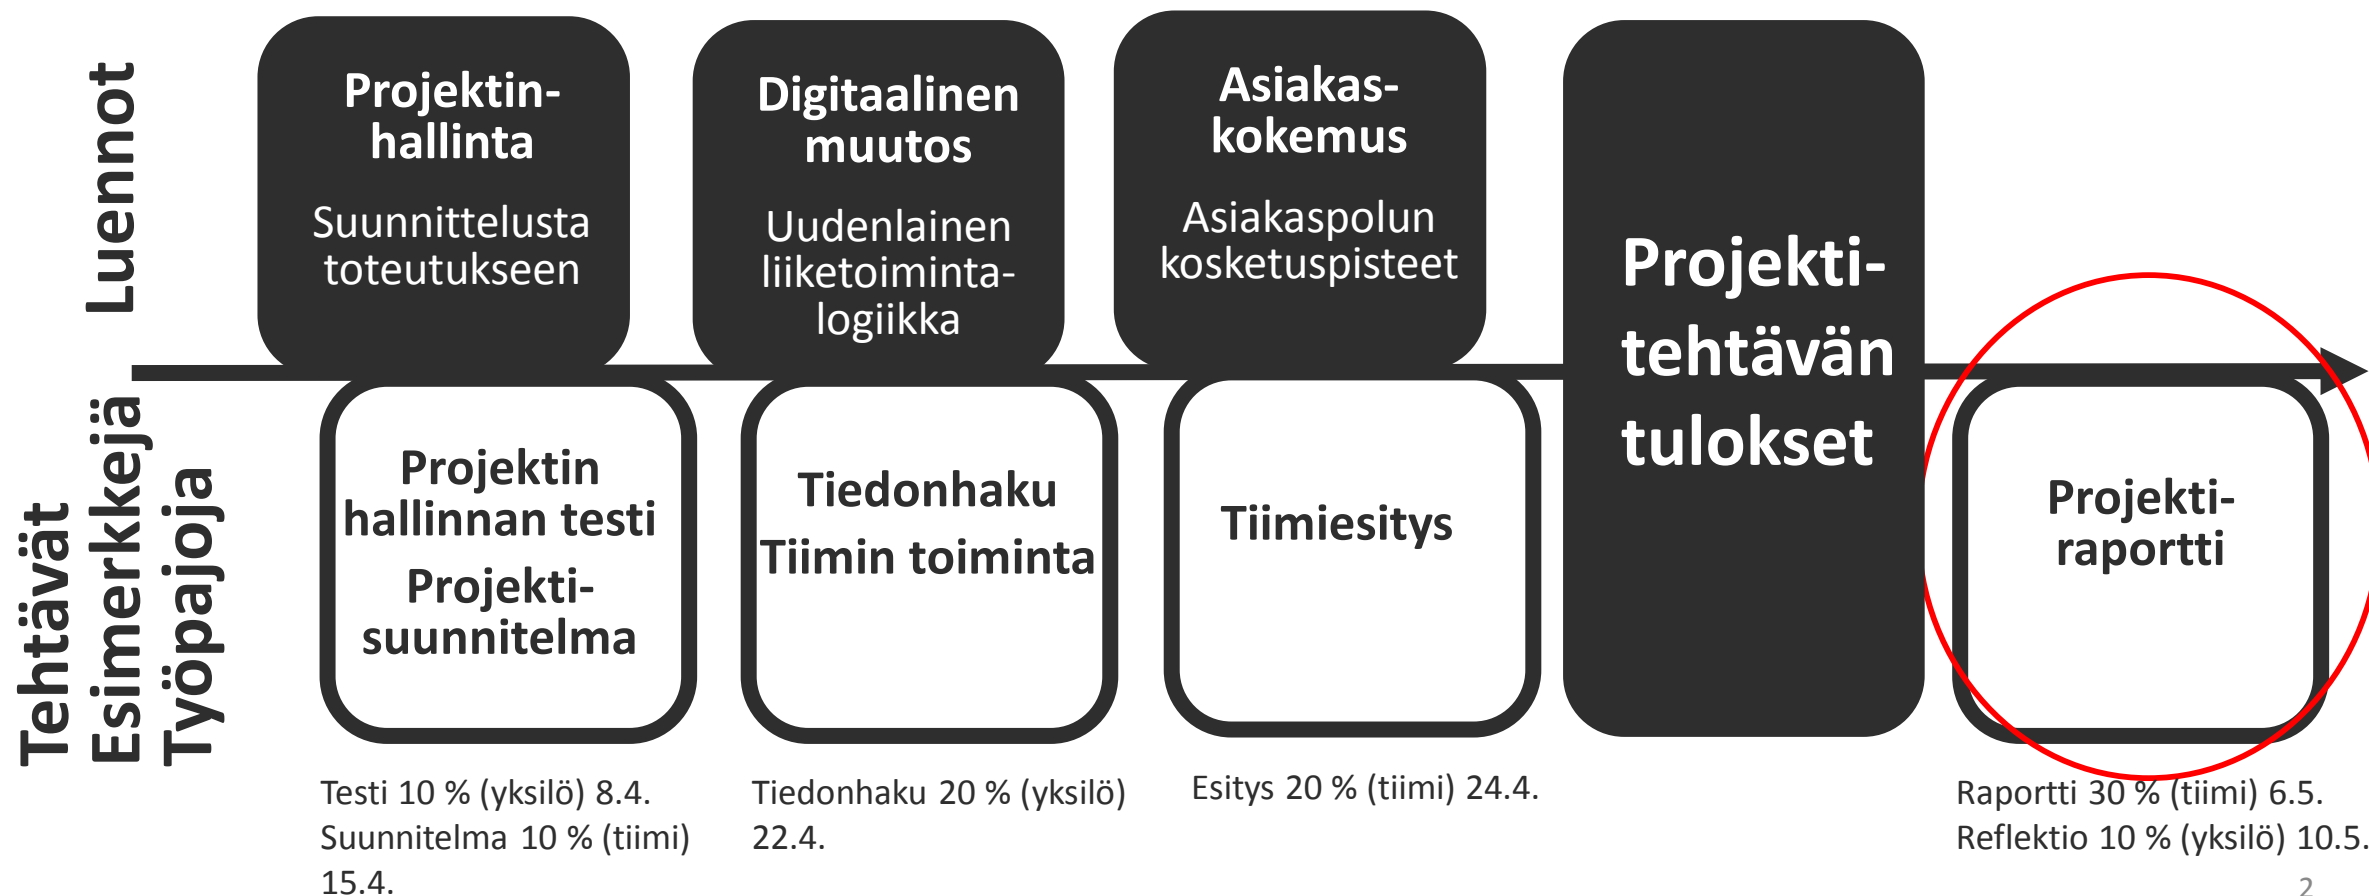 Luennot
Projektin-
hallinta
Suunnittelusta
toteutukseen
Digitaalinen
muutos
Uudenlainen
liiketoiminta-
logiikka
Asiakas-
kokemus
Asiakaspolun
kosketuspisteet
Projekti-
tehtävän
tulokset
Tehtävät
Esimerkkejä
Työpajoja
Projektin
hallinnan testi
Projekti-
suunnitelma
Tiedonhaku
Tiimin toiminta
Tiimiesitys
Projekti-
raportti
Testi 10 % (yksilö) 8.4.
Suunnitelma 10 % (tiimi)
15.4.
Tiedonhaku 20 % (yksilö)
22.4.
Esitys 20 % (tiimi) 24.4.
Raportti 30 % (tiimi) 6.5.
Reflektio 10 % (yksilö) 10.5.
2